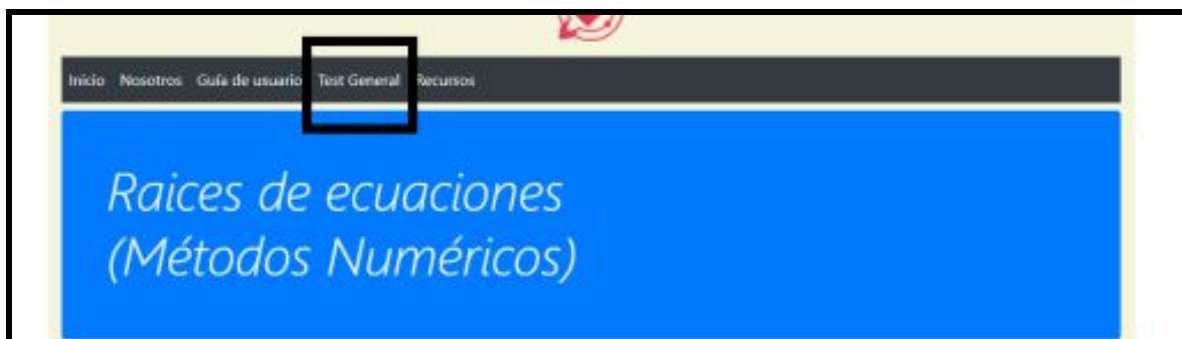 Inicio Nosotros Guía de usuario Test General Recursos
Raices de ecuaciones
(Métodos Numéricos)